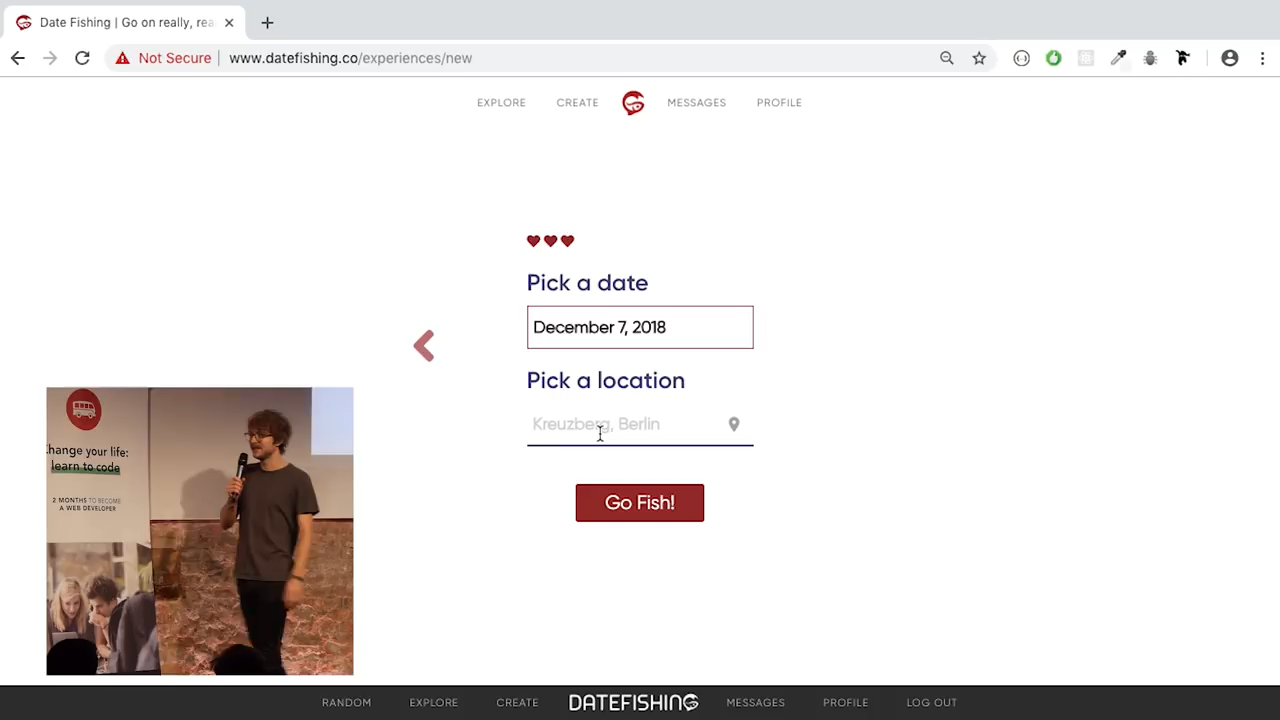 Date Fishing | Go on really, rea
Not Secure
www.datefishing.co/experiences/new
EXPLORE
CREATE
MESSAGES
PROFILE
Pick a date
December 7, 2018
Pick a location
Kreuzberg, Berlin
Go Fish!
hange your life:
learn to code
2 MONTHS TO BECOME
A WEB DEVELOPER
RANDOM
EXPLORE
CREATE
DATEFISHING
MESSAGES
PROFILE
LOG OUT